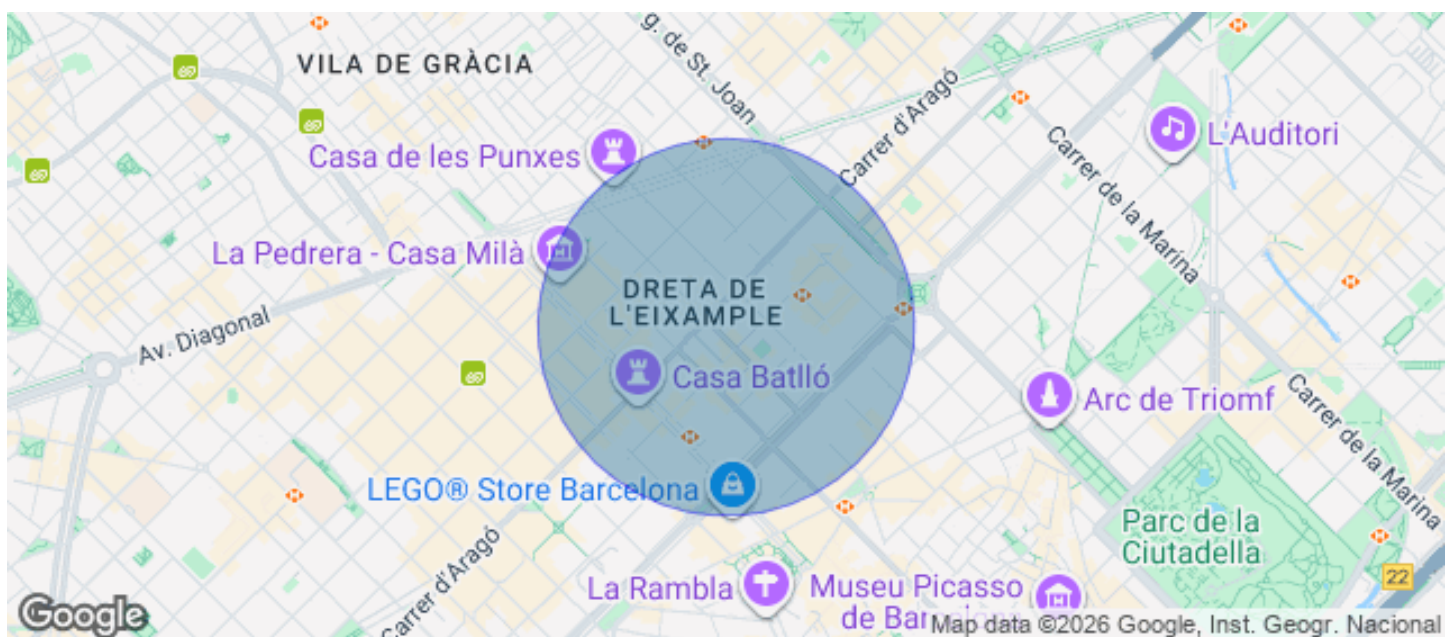 g. de St. Joan
VILA DE GRÀCIA
Carrer d'Aragó
Casa de les Punxes
L'Auditori
Carrer de la Marina
La Pedrera - Casa Milà
DRETA DE
L'EIXAMPLE
Av. Diagonal
Casa Batlló
Arc de Triomf
Carrer de la Marina
LEGO® Store Barcelona
Parc de la
Ciutadella
Carrer d'Aragó
La Rambla
Museu Picasso
de Bar
22
Google
Map data ©2026 Google, Inst. Geogr. Nacional